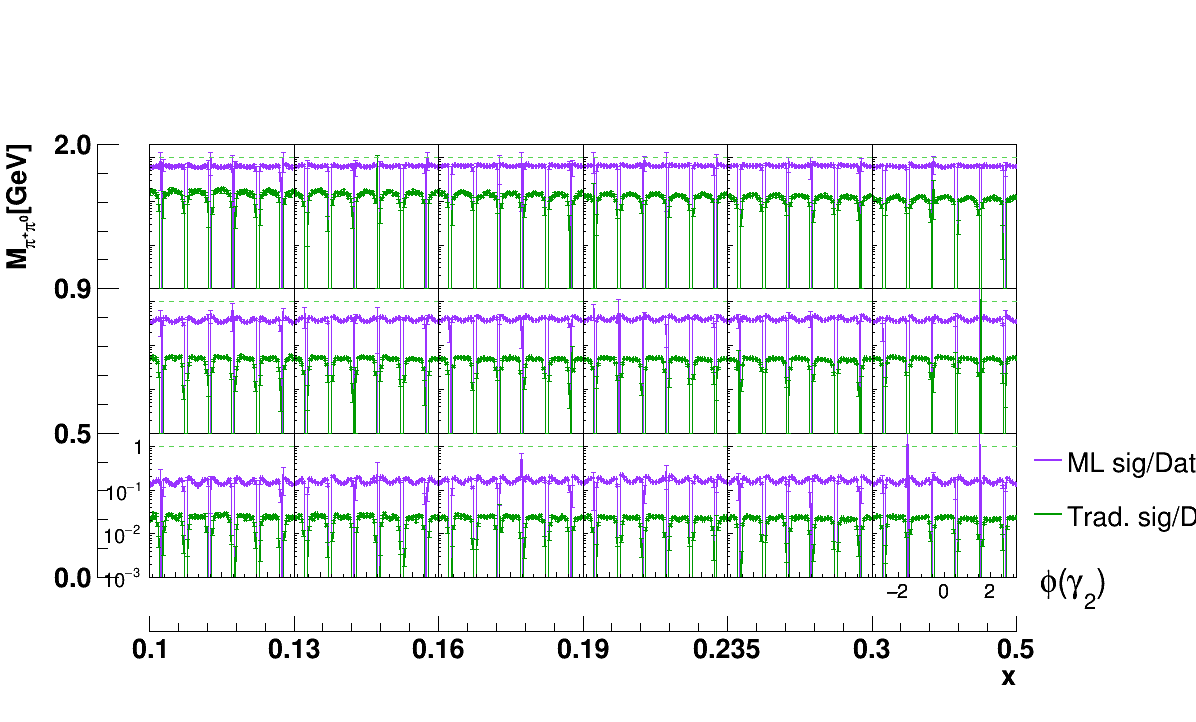 2.0
M_{π⁺π⁰}[GeV]
0.9
0.5
1
10⁻¹
10⁻²
10⁻³
0.0
ML sig/Dat
Trad. sig/D
−2 0 2
ϕ(γ₂)
0.1 0.13 0.16 0.19 0.235 0.3 0.5
x